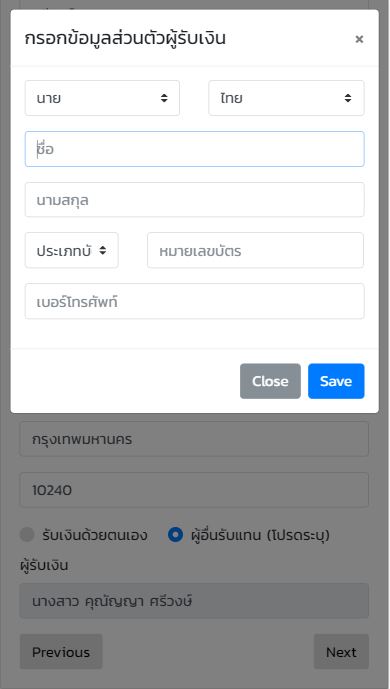 กรอกข้อมูลส่วนตัวผู้รับเงิน ×
นาย ไทย
ชื่อ
นามสกุล
ประเภทบั หมายเลขบัตร
เบอร์โทรศัพท์
Close Save
กรุงเทพมหานคร
10240
รับเงินด้วยตนเอง ผู้อื่นรับแทน (โปรดระบุ)
ผู้รับเงิน
นางสาว คุณัญญา ศรีวงษ์
Previous Next